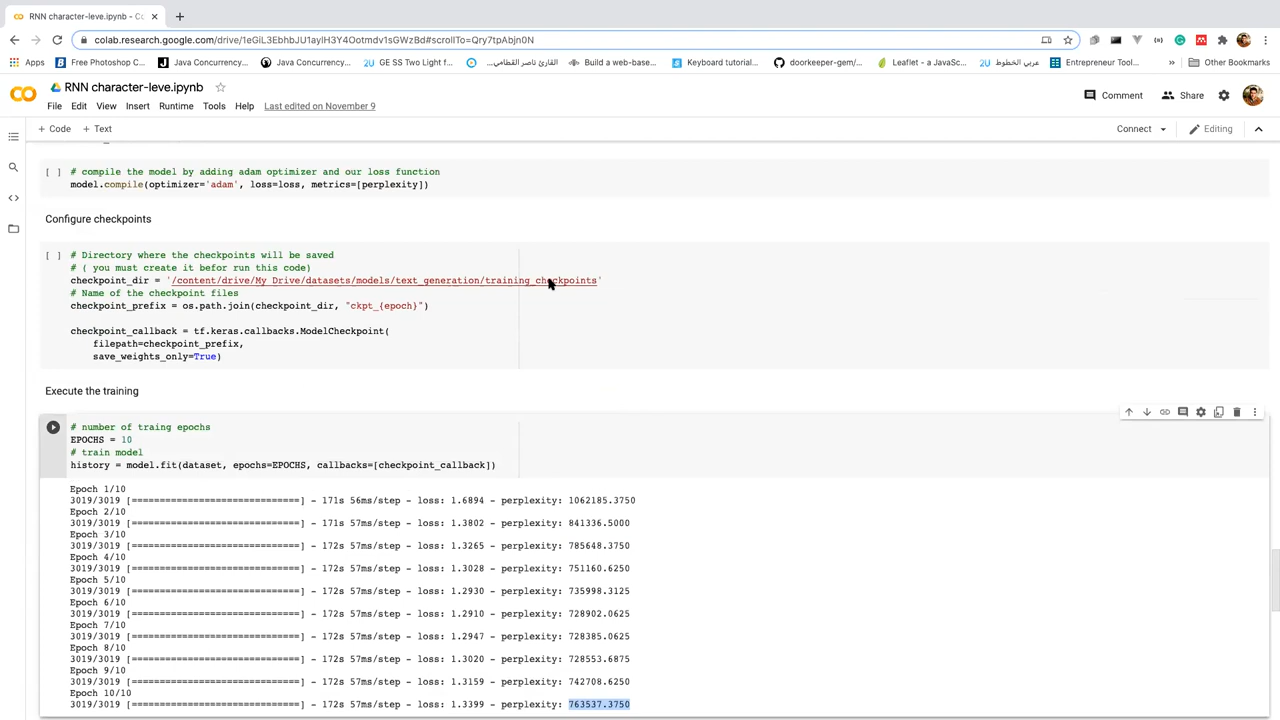 RNN character-leve.ipynb - Co
colab.research.google.com/drive/1eGiL3EbhbJU1aylH3Y4Ootmdv1sGWzBd#scrollTo=Qry7tpAbjn0N
Apps Free Photoshop C... Java Concurrency... Java Concurrency... GE SS Two Light f... القارئ ناصر القطامي... Build a web-base... Keyboard tutorial... doorkeeper-gem/... Leaflet - a JavaSc... عربي الخطوط Entrepreneur Tool... » Other Bookmarks
RNN character-leve.ipynb
Comment Share
File Edit View Insert Runtime Tools Help Last edited on November 9
+ Code + Text Connect Editing
[ ] # compile the model by adding adam optimizer and our loss function
model.compile(optimizer='adam', loss=loss, metrics=[perplexity])
Configure checkpoints
[ ] # Directory where the checkpoints will be saved
# ( you must create it befor run this code)
checkpoint_dir = '/content/drive/My Drive/datasets/models/text_generation/training_checkpoints'
# Name of the checkpoint files
checkpoint_prefix = os.path.join(checkpoint_dir, "ckpt_{epoch}")
checkpoint_callback = tf.keras.callbacks.ModelCheckpoint(
filepath=checkpoint_prefix,
save_weights_only=True)
Execute the training
# number of traing epochs
EPOCHS = 10
# train model
history = model.fit(dataset, epochs=EPOCHS, callbacks=[checkpoint_callback])
Epoch 1/10
3019/3019 [==============================] - 171s 56ms/step - loss: 1.6894 - perplexity: 1062185.3750
Epoch 2/10
3019/3019 [==============================] - 171s 57ms/step - loss: 1.3802 - perplexity: 841336.5000
Epoch 3/10
3019/3019 [==============================] - 172s 57ms/step - loss: 1.3265 - perplexity: 785648.3750
Epoch 4/10
3019/3019 [==============================] - 172s 57ms/step - loss: 1.3028 - perplexity: 751160.6250
Epoch 5/10
3019/3019 [==============================] - 172s 57ms/step - loss: 1.2930 - perplexity: 735998.3125
Epoch 6/10
3019/3019 [==============================] - 172s 57ms/step - loss: 1.2910 - perplexity: 728902.0625
Epoch 7/10
3019/3019 [==============================] - 172s 57ms/step - loss: 1.2947 - perplexity: 728385.0625
Epoch 8/10
3019/3019 [==============================] - 172s 57ms/step - loss: 1.3020 - perplexity: 728553.6875
Epoch 9/10
3019/3019 [==============================] - 172s 57ms/step - loss: 1.3159 - perplexity: 742708.6250
Epoch 10/10
3019/3019 [==============================] - 172s 57ms/step - loss: 1.3399 - perplexity: 763537.3750